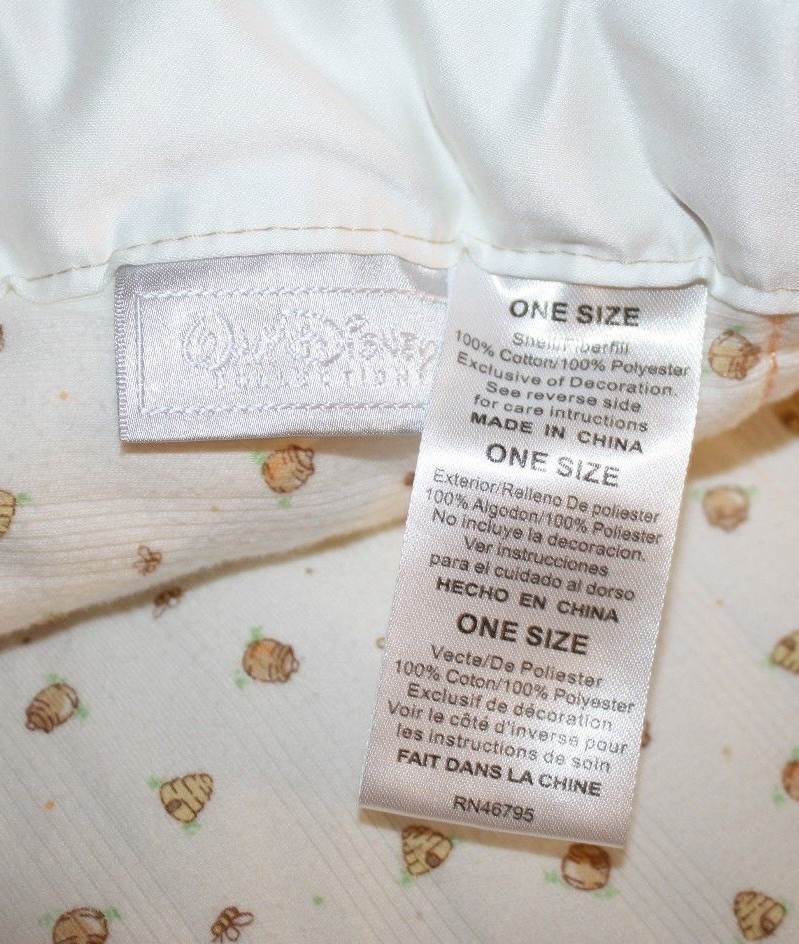 Walt Disney
COLLECTION
ONE SIZE
Shell/Fiberfill
100% Cotton/100% Polyester
Exclusive of Decoration.
See reverse side
for care intructions
MADE IN CHINA
ONE SIZE
Exterior/Relleno De poliester
100% Algodon/100% Poliester
No incluye la decoracion.
Ver instrucciones
para el cuidado al dorso
HECHO EN CHINA
ONE SIZE
Vecte/De Poliester
100% Coton/100% Polyester
Exclusif de décoration
Voir le côté d'inverse pour
les instructions de soin
FAIT DANS LA CHINE
RN46795